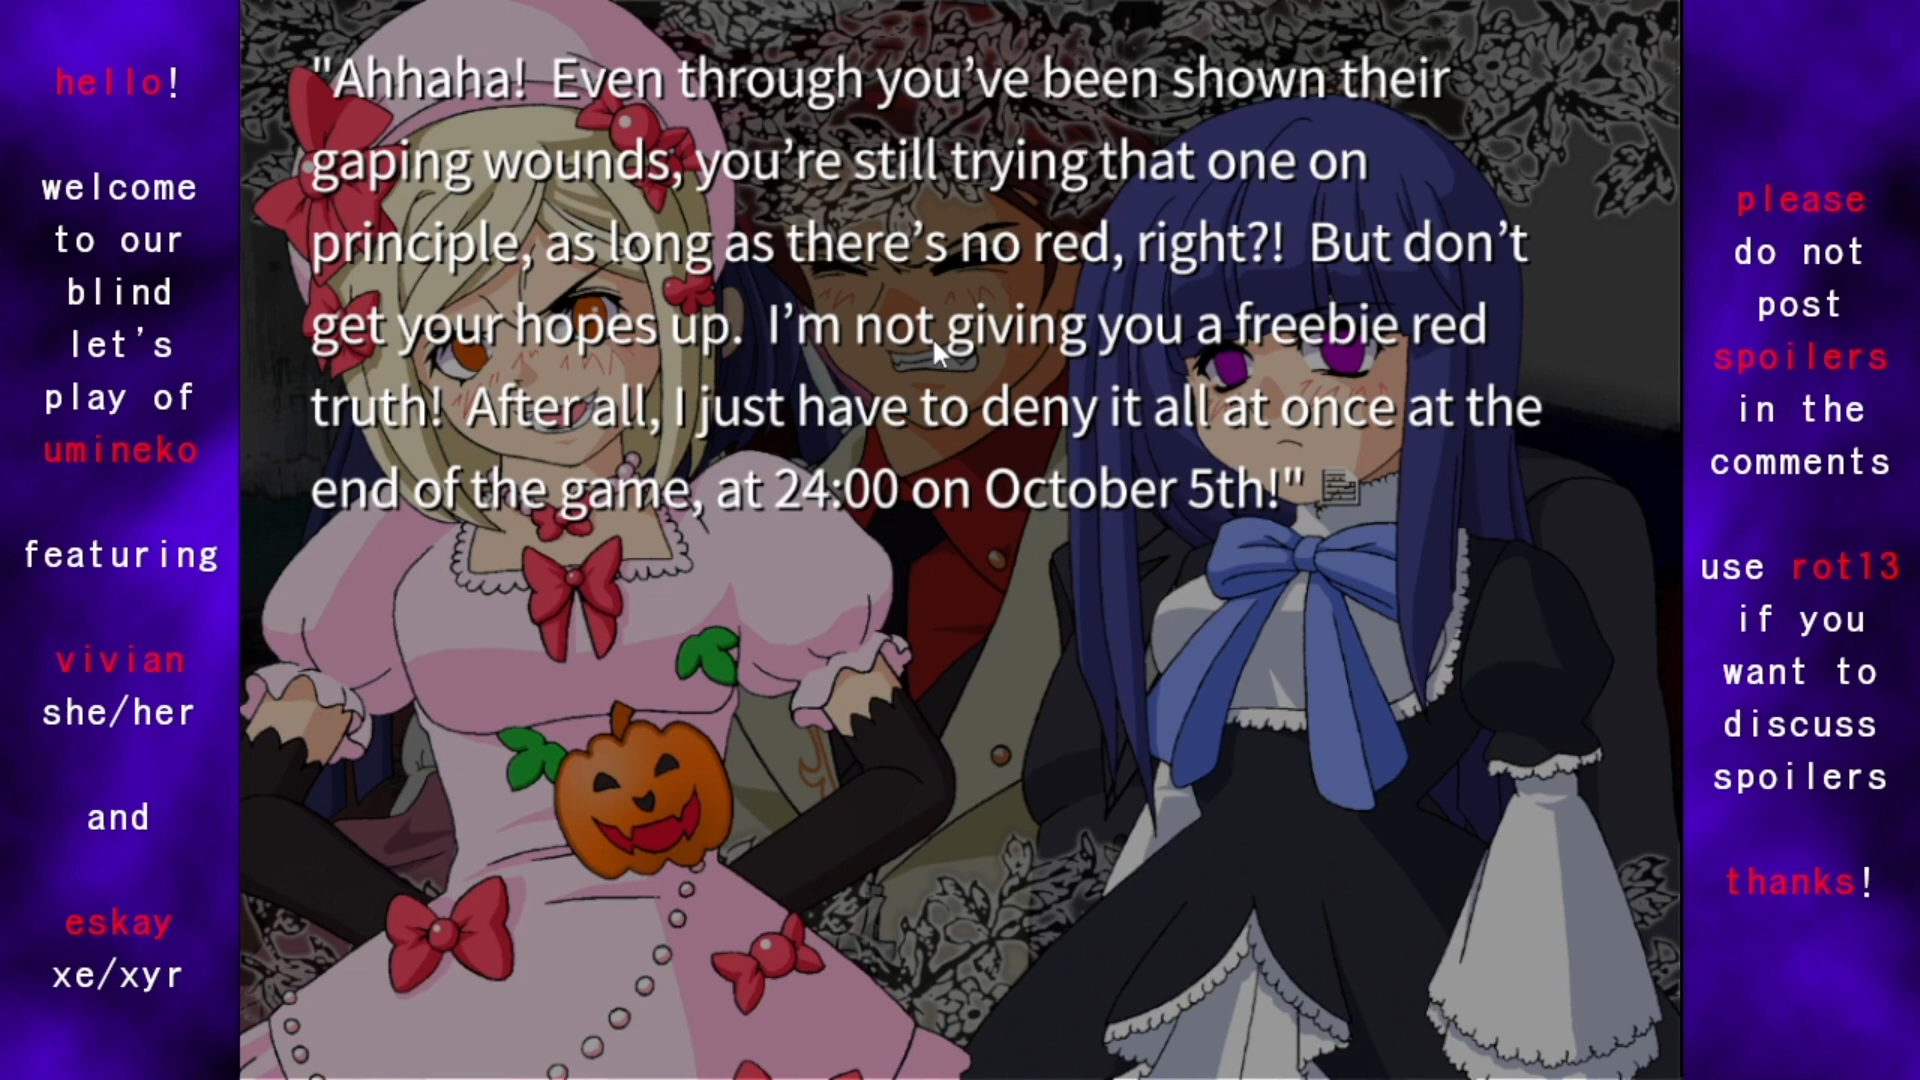 hello!
welcome
to our
blind
let's
play of
umineko
featuring
vivian
she/her
and
eskay
xe/xyr
"Ahhaha!  Even through you've been shown their
gaping wounds, you're still trying that one on
principle, as long as there's no red, right?!  But don't
get your hopes up.  I'm not giving you a freebie red
truth!  After all, I just have to deny it all at once at the
end of the game, at 24:00 on October 5th!"
please
do not
post
spoilers
in the
comments
use rot13
if you
want to
discuss
spoilers
thanks!